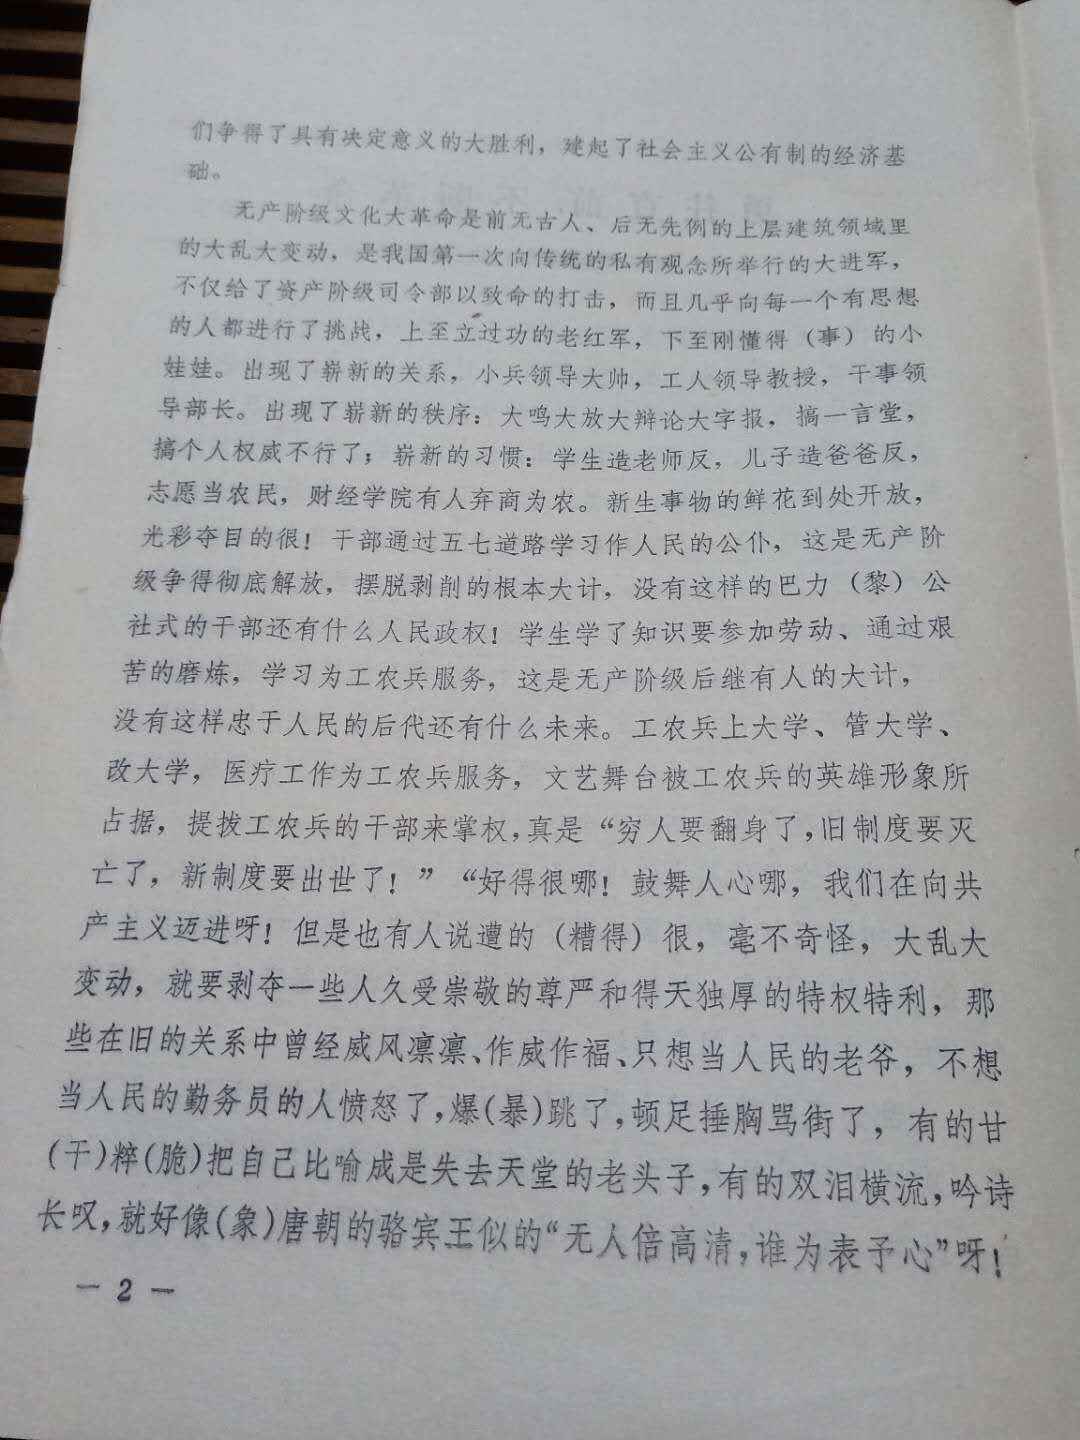 们争得了具有决定意义的大胜利，建起了社会主义公有制的经济基
础。
无产阶级文化大革命是前无古人、后无先例的上层建筑领域里
的大乱大变动，是我国第一次向传统的私有观念所举行的大进军，
不仅给了资产阶级司令部以致命的打击，而且几乎向每一个有思想
的人都进行了挑战，上至立过功的老红军，下至刚懂得（事）的小
娃娃。出现了崭新的关系，小兵领导大帅，工人领导教授，干事领
导部长。出现了崭新的秩序：大鸣大放大辩论大字报，搞一言堂，
搞个人权威不行了；崭新的习惯：学生造老师反，儿子造爸爸反，
志愿当农民，财经学院有人弃商为农。新生事物的鲜花到处开放，
光彩夺目的很！干部通过五七道路学习作人民的公仆，这是无产阶
级争得彻底解放，摆脱剥削的根本大计，没有这样的巴力（黎）公
社式的干部还有什么人民政权！学生学了知识要参加劳动、通过艰
苦的磨炼，学习为工农兵服务，这是无产阶级后继有人的大计，
没有这样忠于人民的后代还有什么未来。工农兵上大学、管大学、
改大学，医疗工作为工农兵服务，文艺舞台被工农兵的英雄形象所
占据，提拔工农兵的干部来掌权，真是“穷人要翻身了，旧制度要灭
亡了，新制度要出世了！”“好得很哪！鼓舞人心哪，我们在向共
产主义迈进呀！但是也有人说遭的（糟得）很，毫不奇怪，大乱大
变动，就要剥夺一些人久受崇敬的尊严和得天独厚的特权特利，那
些在旧的关系中曾经威风凛凛、作威作福、只想当人民的老爷，不想
当人民的勤务员的人愤怒了，爆（暴）跳了，顿足捶胸骂街了，有的甘
（干）粹（脆）把自己比喻成是失去天堂的老头子，有的双泪横流，吟诗
长叹，就好像（象）唐朝的骆宾王似的“无人倍高清，谁为表予心”呀！
— 2 —